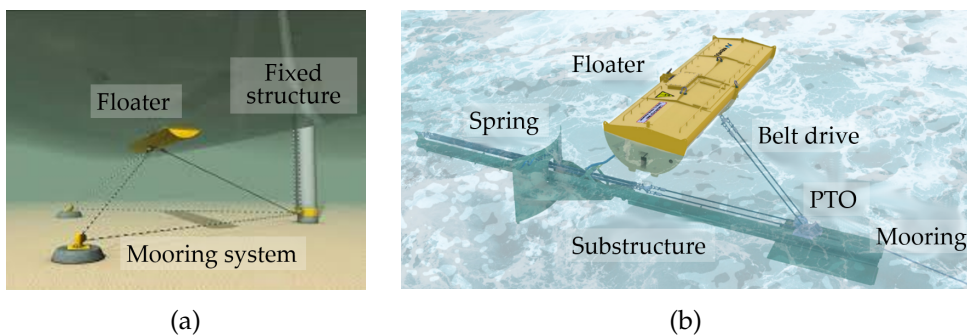 Floater
Fixed
structure
Mooring system
(a)
Floater
Spring
Belt drive
PTO
Mooring
Substructure
(b)